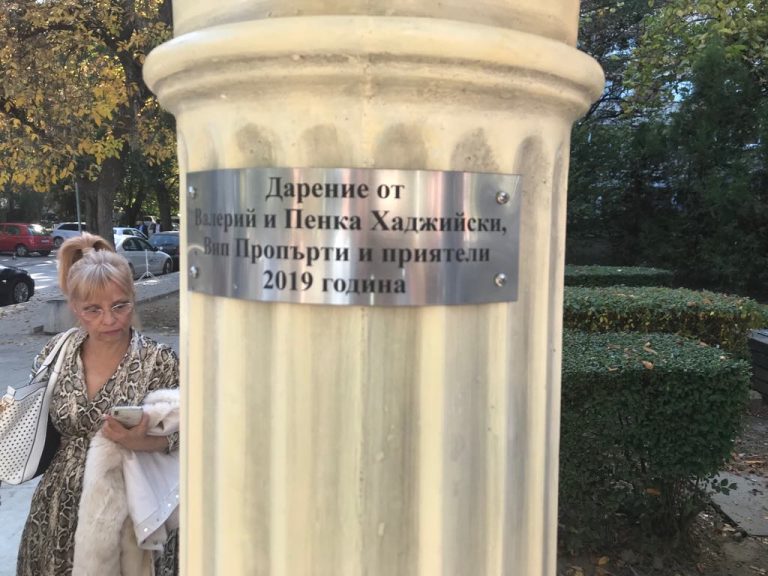 Дарение от
Валерий и Пенка Хаджийски,
Вип Пропърти и приятели
2019 година